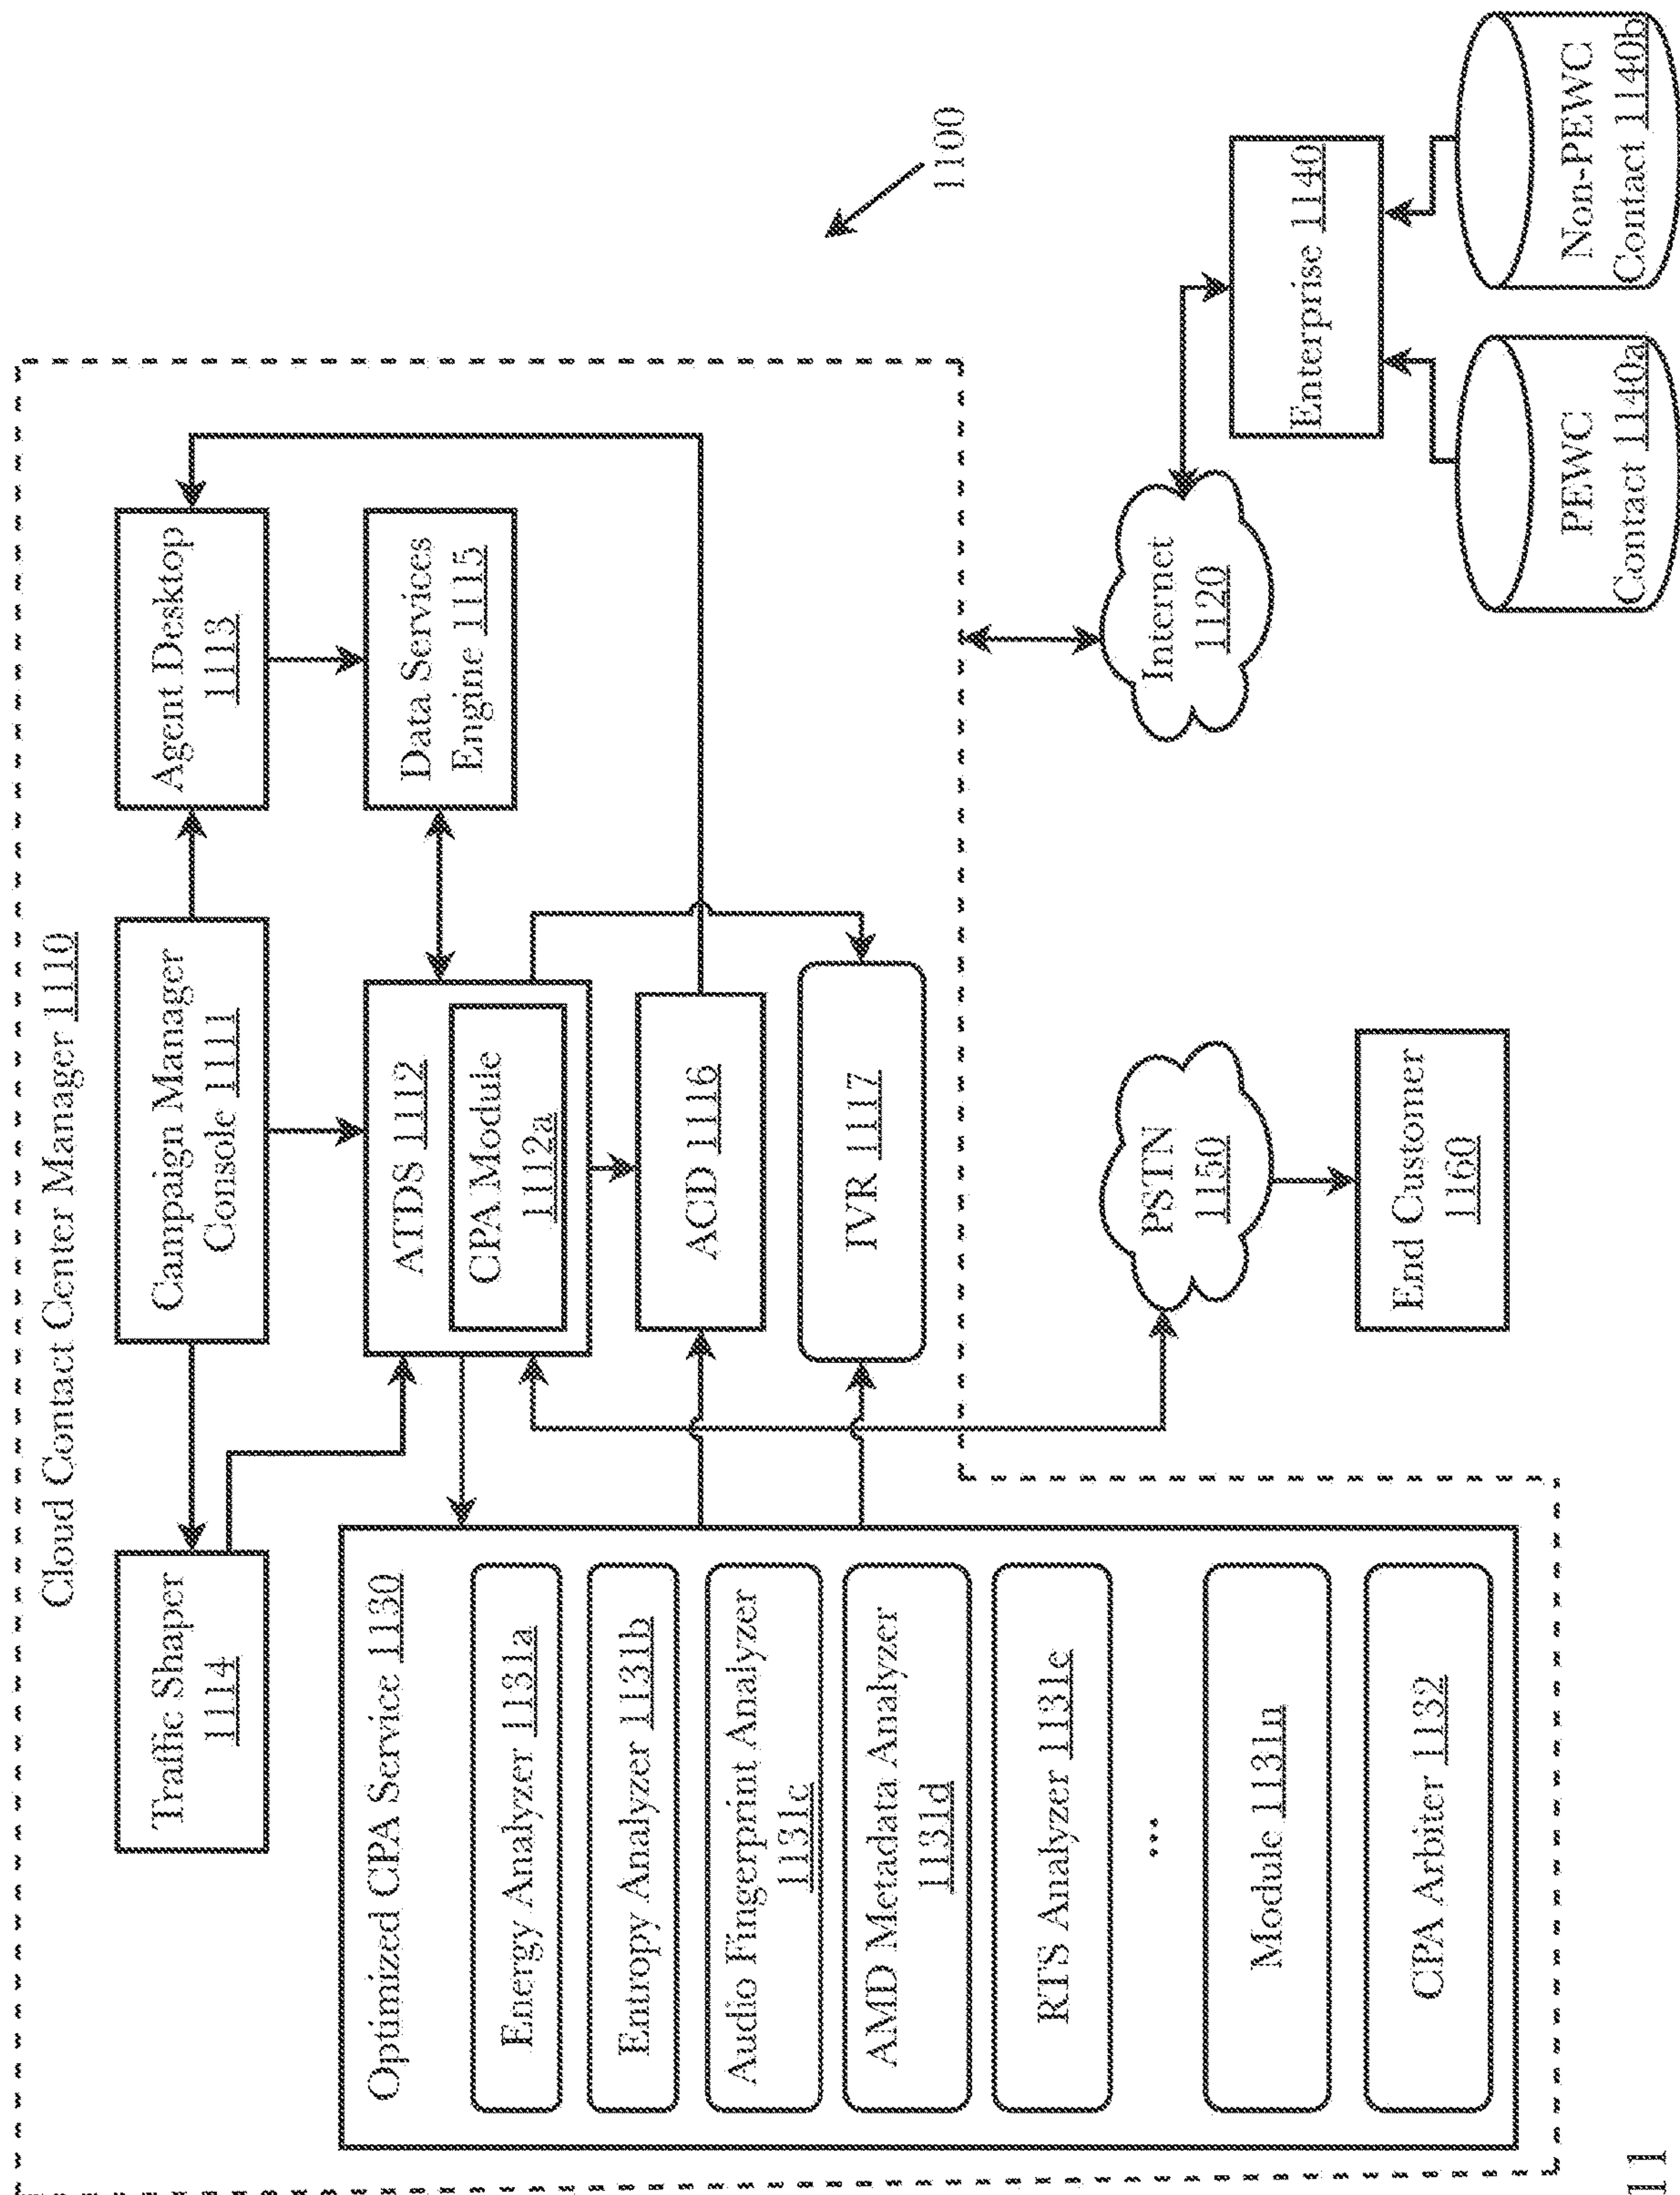 Cloud Contact Center Manager 1110
Traffic Shaper
1114
Campaign Manager
Console 1111
Agent Desktop
1113
Optimized CPA Service 1130
Energy Analyzer 1131a
Entropy Analyzer 1131b
Audio Fingerprint Analyzer
1131c
AMD Metadata Analyzer
1131d
RTS Analyzer 1131e
...
Module 1131n
CPA Arbiter 1132
ATDS 1112
CPA Module
1112a
Data Services
Engine 1115
ACD 1116
IVR 1117
PSTN
1150
End Customer
1160
Internet
1120
1100
Enterprise 1140
PEWC
Contact 1140a
Non-PEWC
Contact 1140b
11